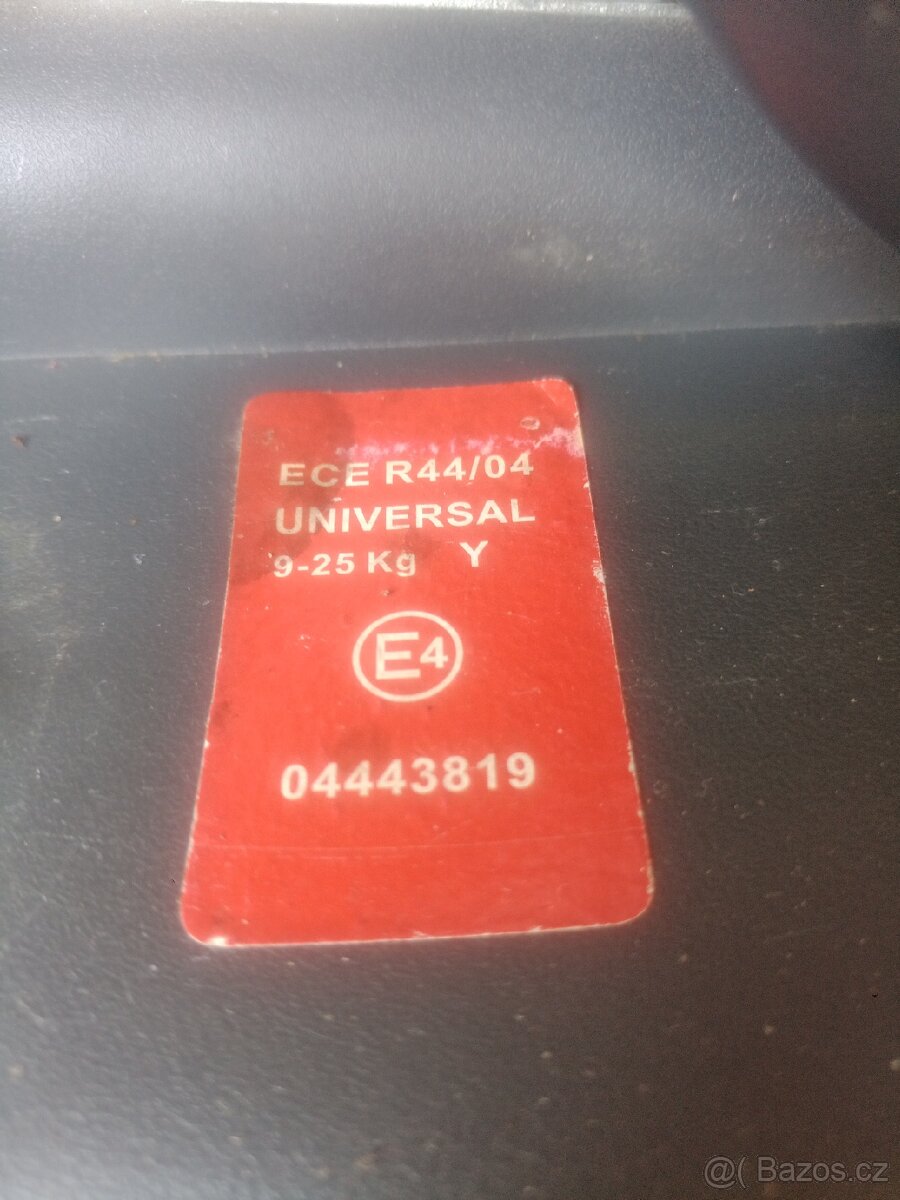 ECE R44/04
UNIVERSAL
9-25 Kg Y
E4
04443819
@( Bazos.cz